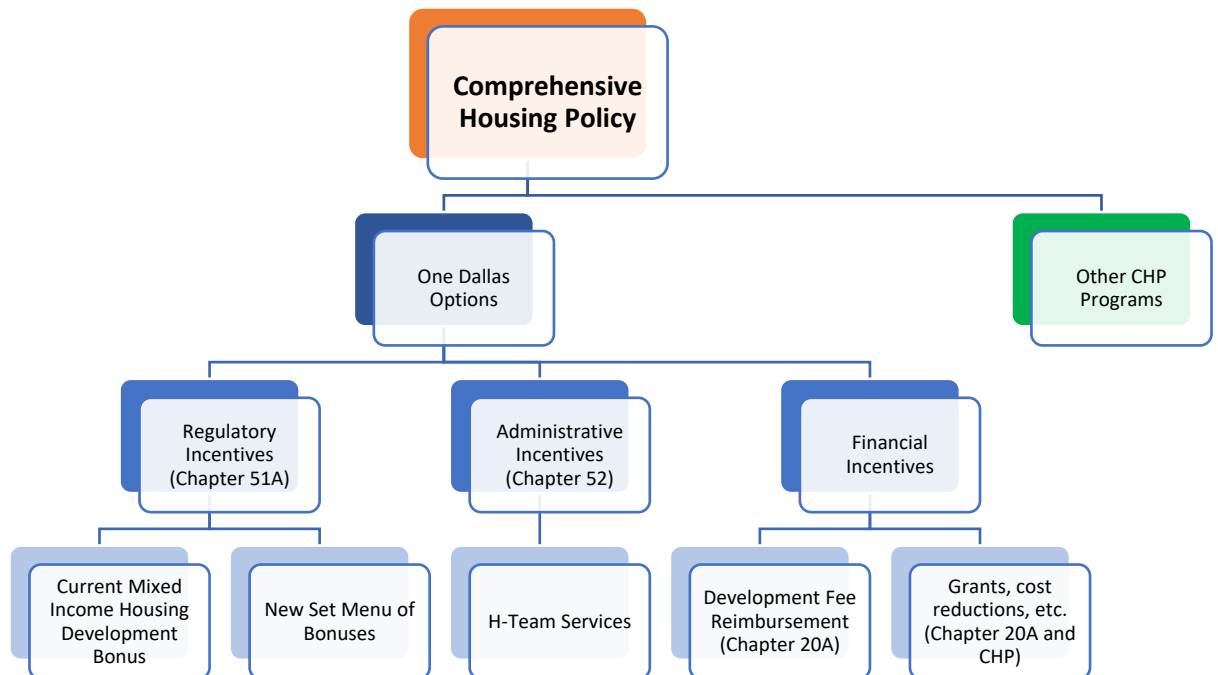 Comprehensive
Housing Policy
One Dallas
Options
Other CHP
Programs
Regulatory
Incentives
(Chapter 51A)
Administrative
Incentives
(Chapter 52)
Financial
Incentives
Current Mixed
Income Housing
Development
Bonus
New Set Menu of
Bonuses
H-Team Services
Development Fee
Reimbursement
(Chapter 20A)
Grants, cost
reductions, etc.
(Chapter 20A and
CHP)